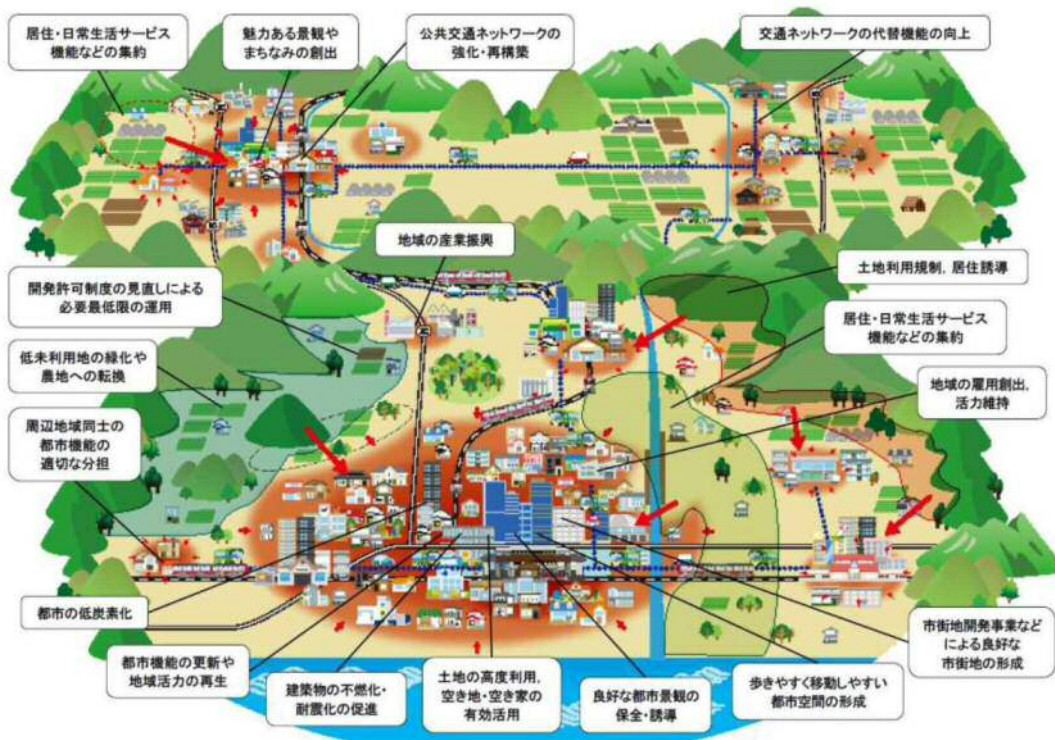 居住・日常生活サービス
機能などの集約
魅力ある景観や
まちなみの創出
公共交通ネットワークの
強化・再構築
交通ネットワークの代替機能の向上
地域の産業振興
土地利用規制，居住誘導
開発許可制度の見直しによる
必要最低限の運用
居住・日常生活サービス
機能などの集約
低未利用地の緑化や
農地への転換
地域の雇用創出，
活力維持
周辺地域同士の
都市機能の
適切な分担
都市の低炭素化
市街地開発事業など
による良好な
市街地の形成
都市機能の更新や
地域活力の再生
建築物の不燃化・
耐震化の促進
土地の高度利用，
空き地・空き家の
有効活用
良好な都市景観の
保全・誘導
歩きやすく移動しやすい
都市空間の形成